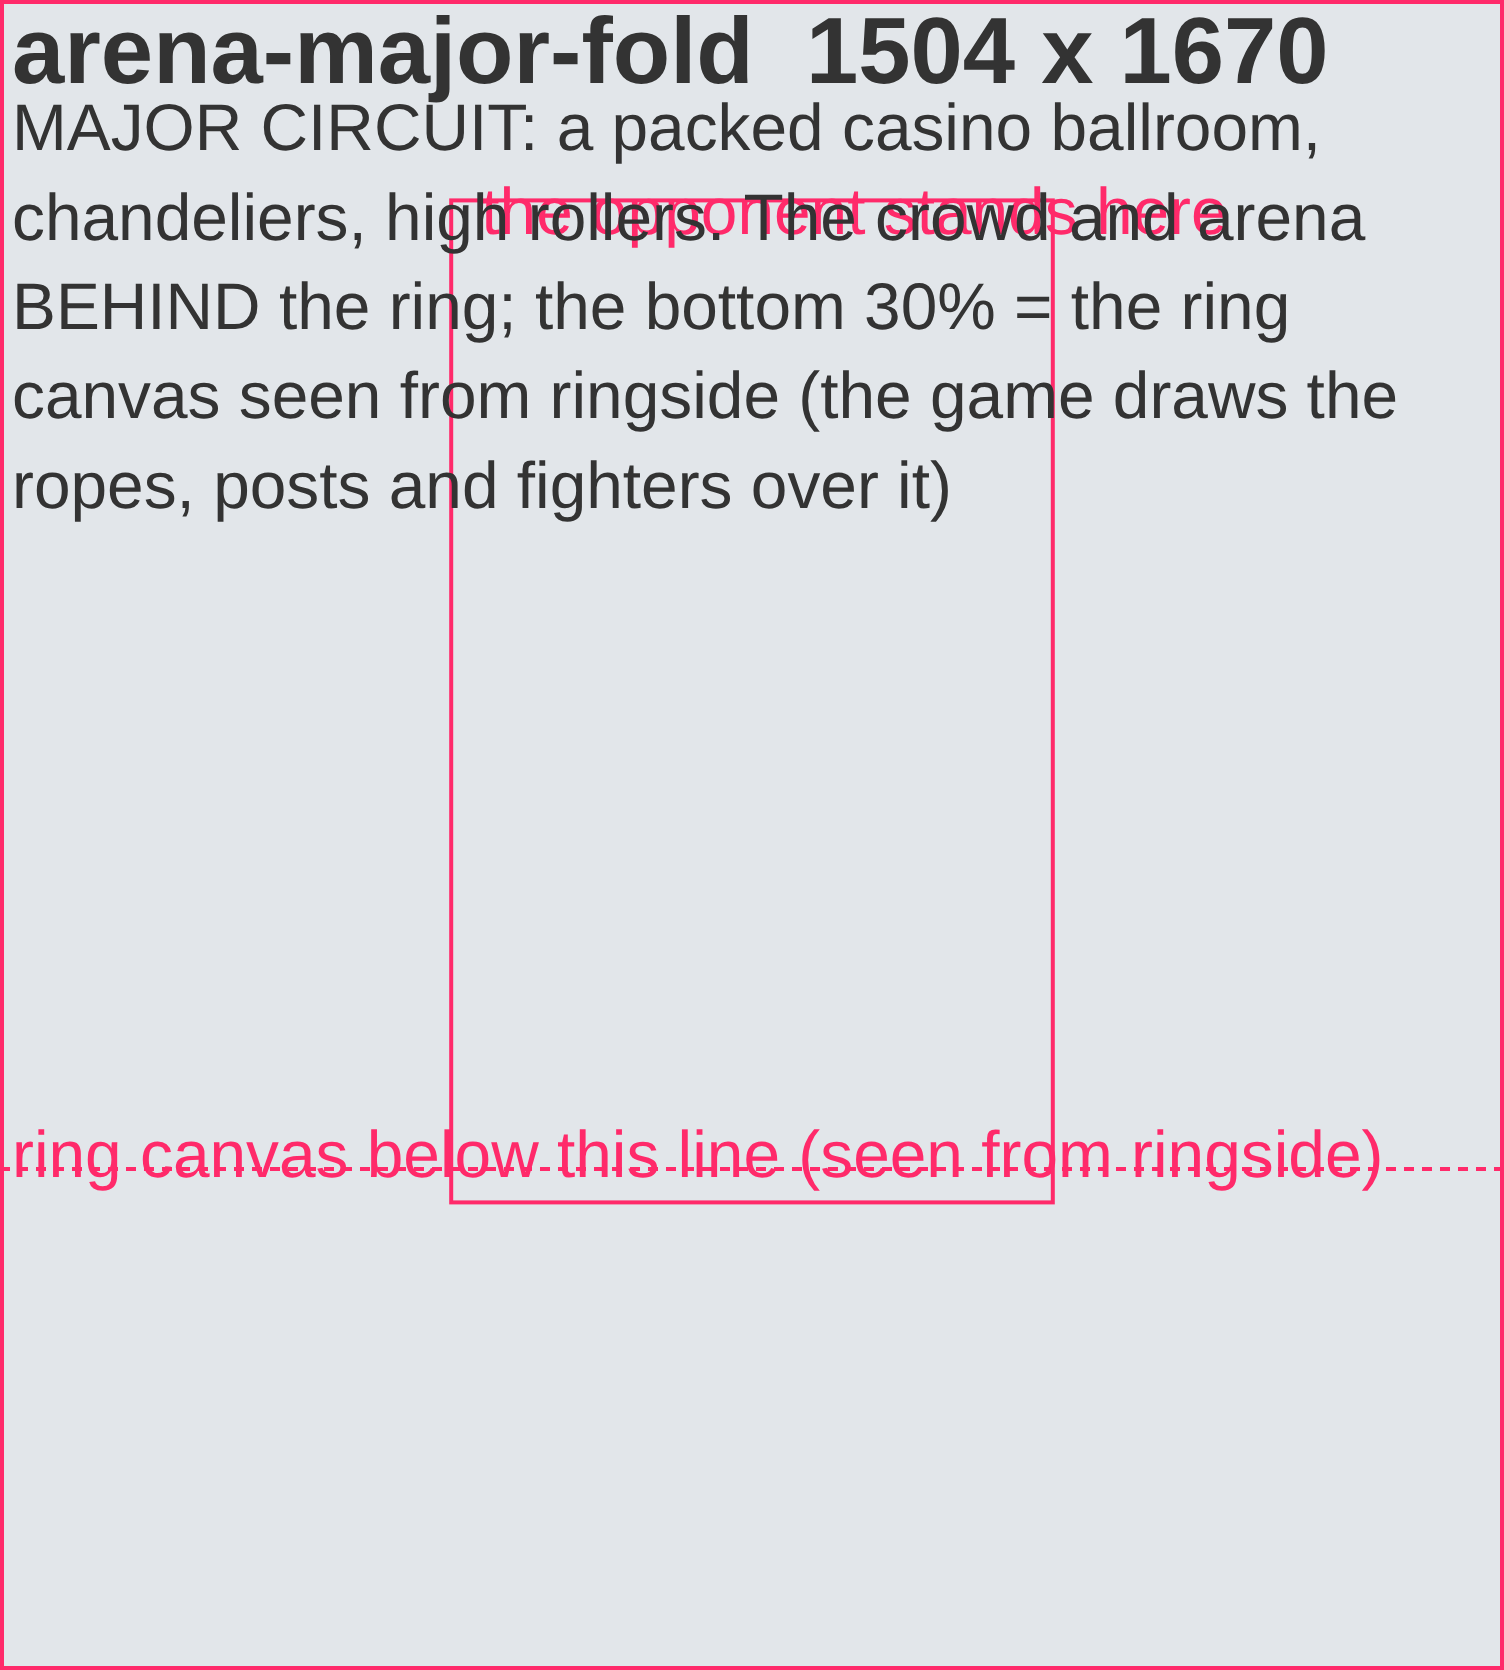 arena-major-fold 1504 x 1670
MAJOR CIRCUIT: a packed casino ballroom,
the opponent stands here
chandeliers, high rollers. The crowd and arena
BEHIND the ring; the bottom 30% = the ring
canvas seen from ringside (the game draws the
ropes, posts and fighters over it)
ring canvas below this line (seen from ringside)